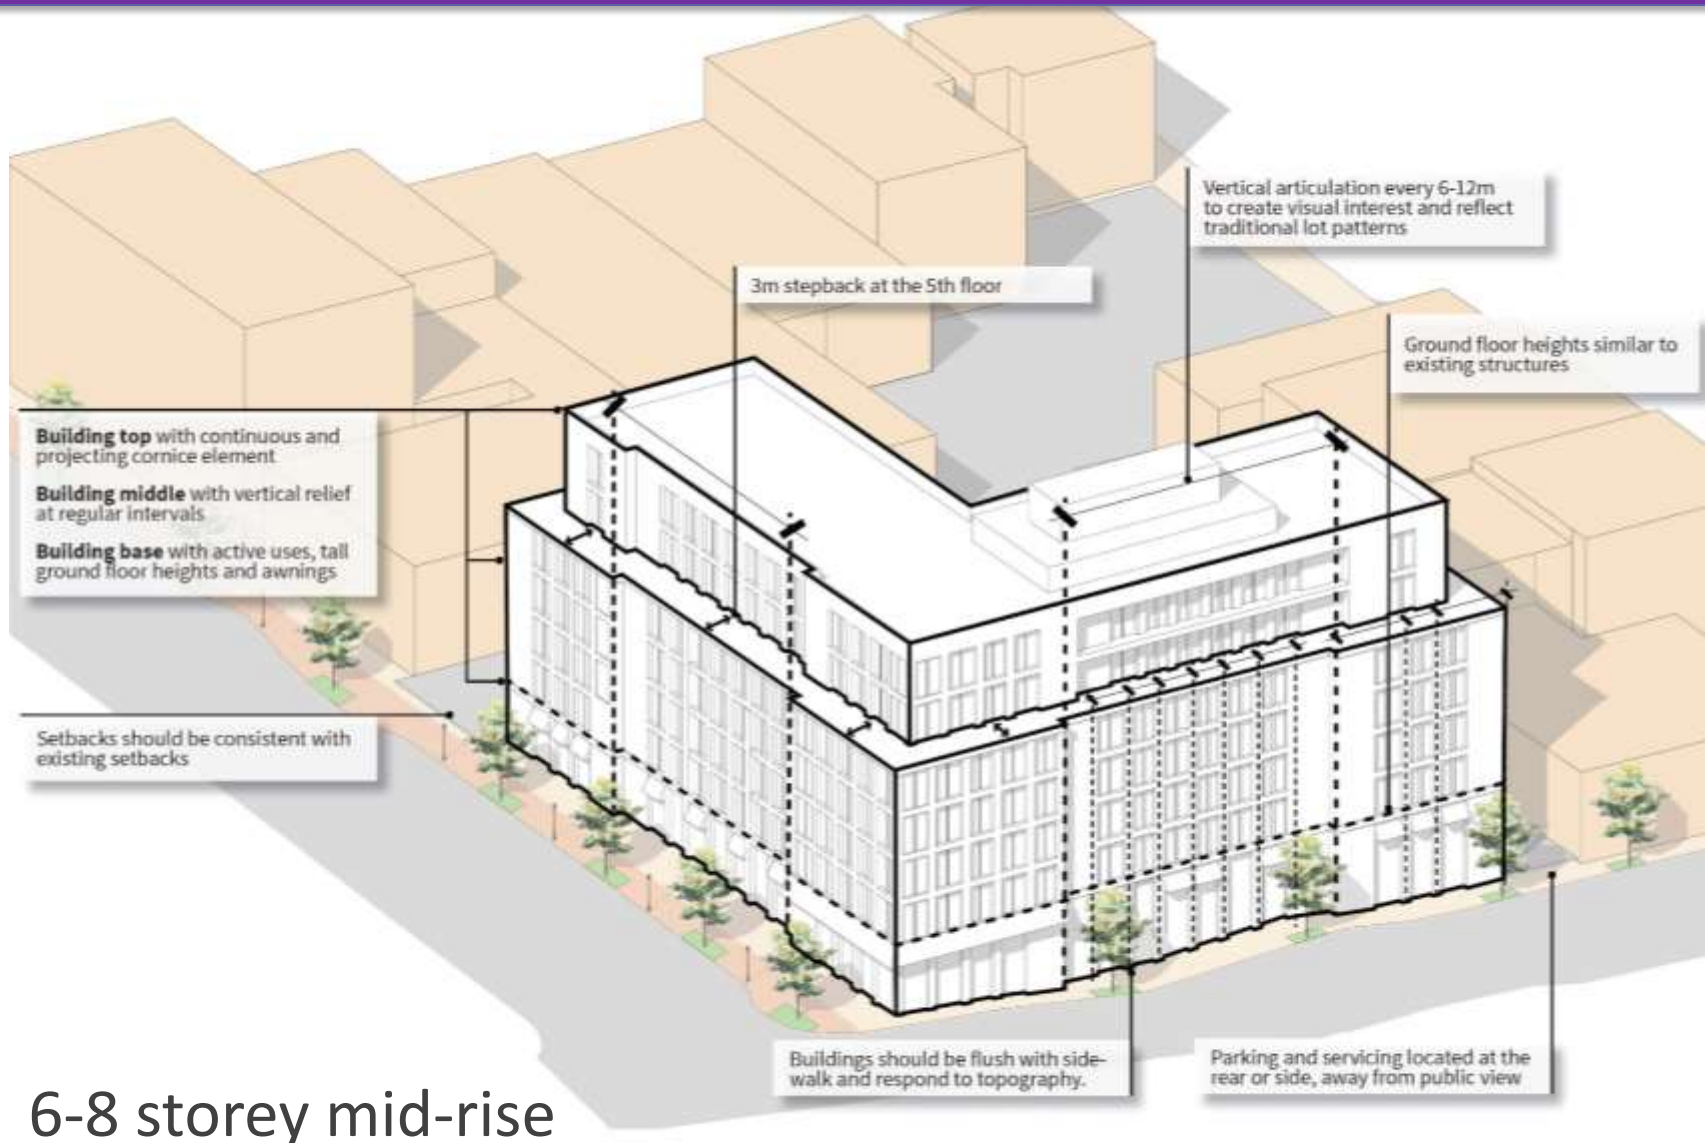 Vertical articulation every 6-12m
to create visual interest and reflect
traditional lot patterns
3m stepback at the 5th floor
Ground floor heights similar to
existing structures
Building top with continuous and
projecting cornice element
Building middle with vertical relief
at regular intervals
Building base with active uses, tall
ground floor heights and awnings
Setbacks should be consistent with
existing setbacks
Buildings should be flush with side-
walk and respond to topography.
Parking and servicing located at the
rear or side, away from public view
6-8 storey mid-rise